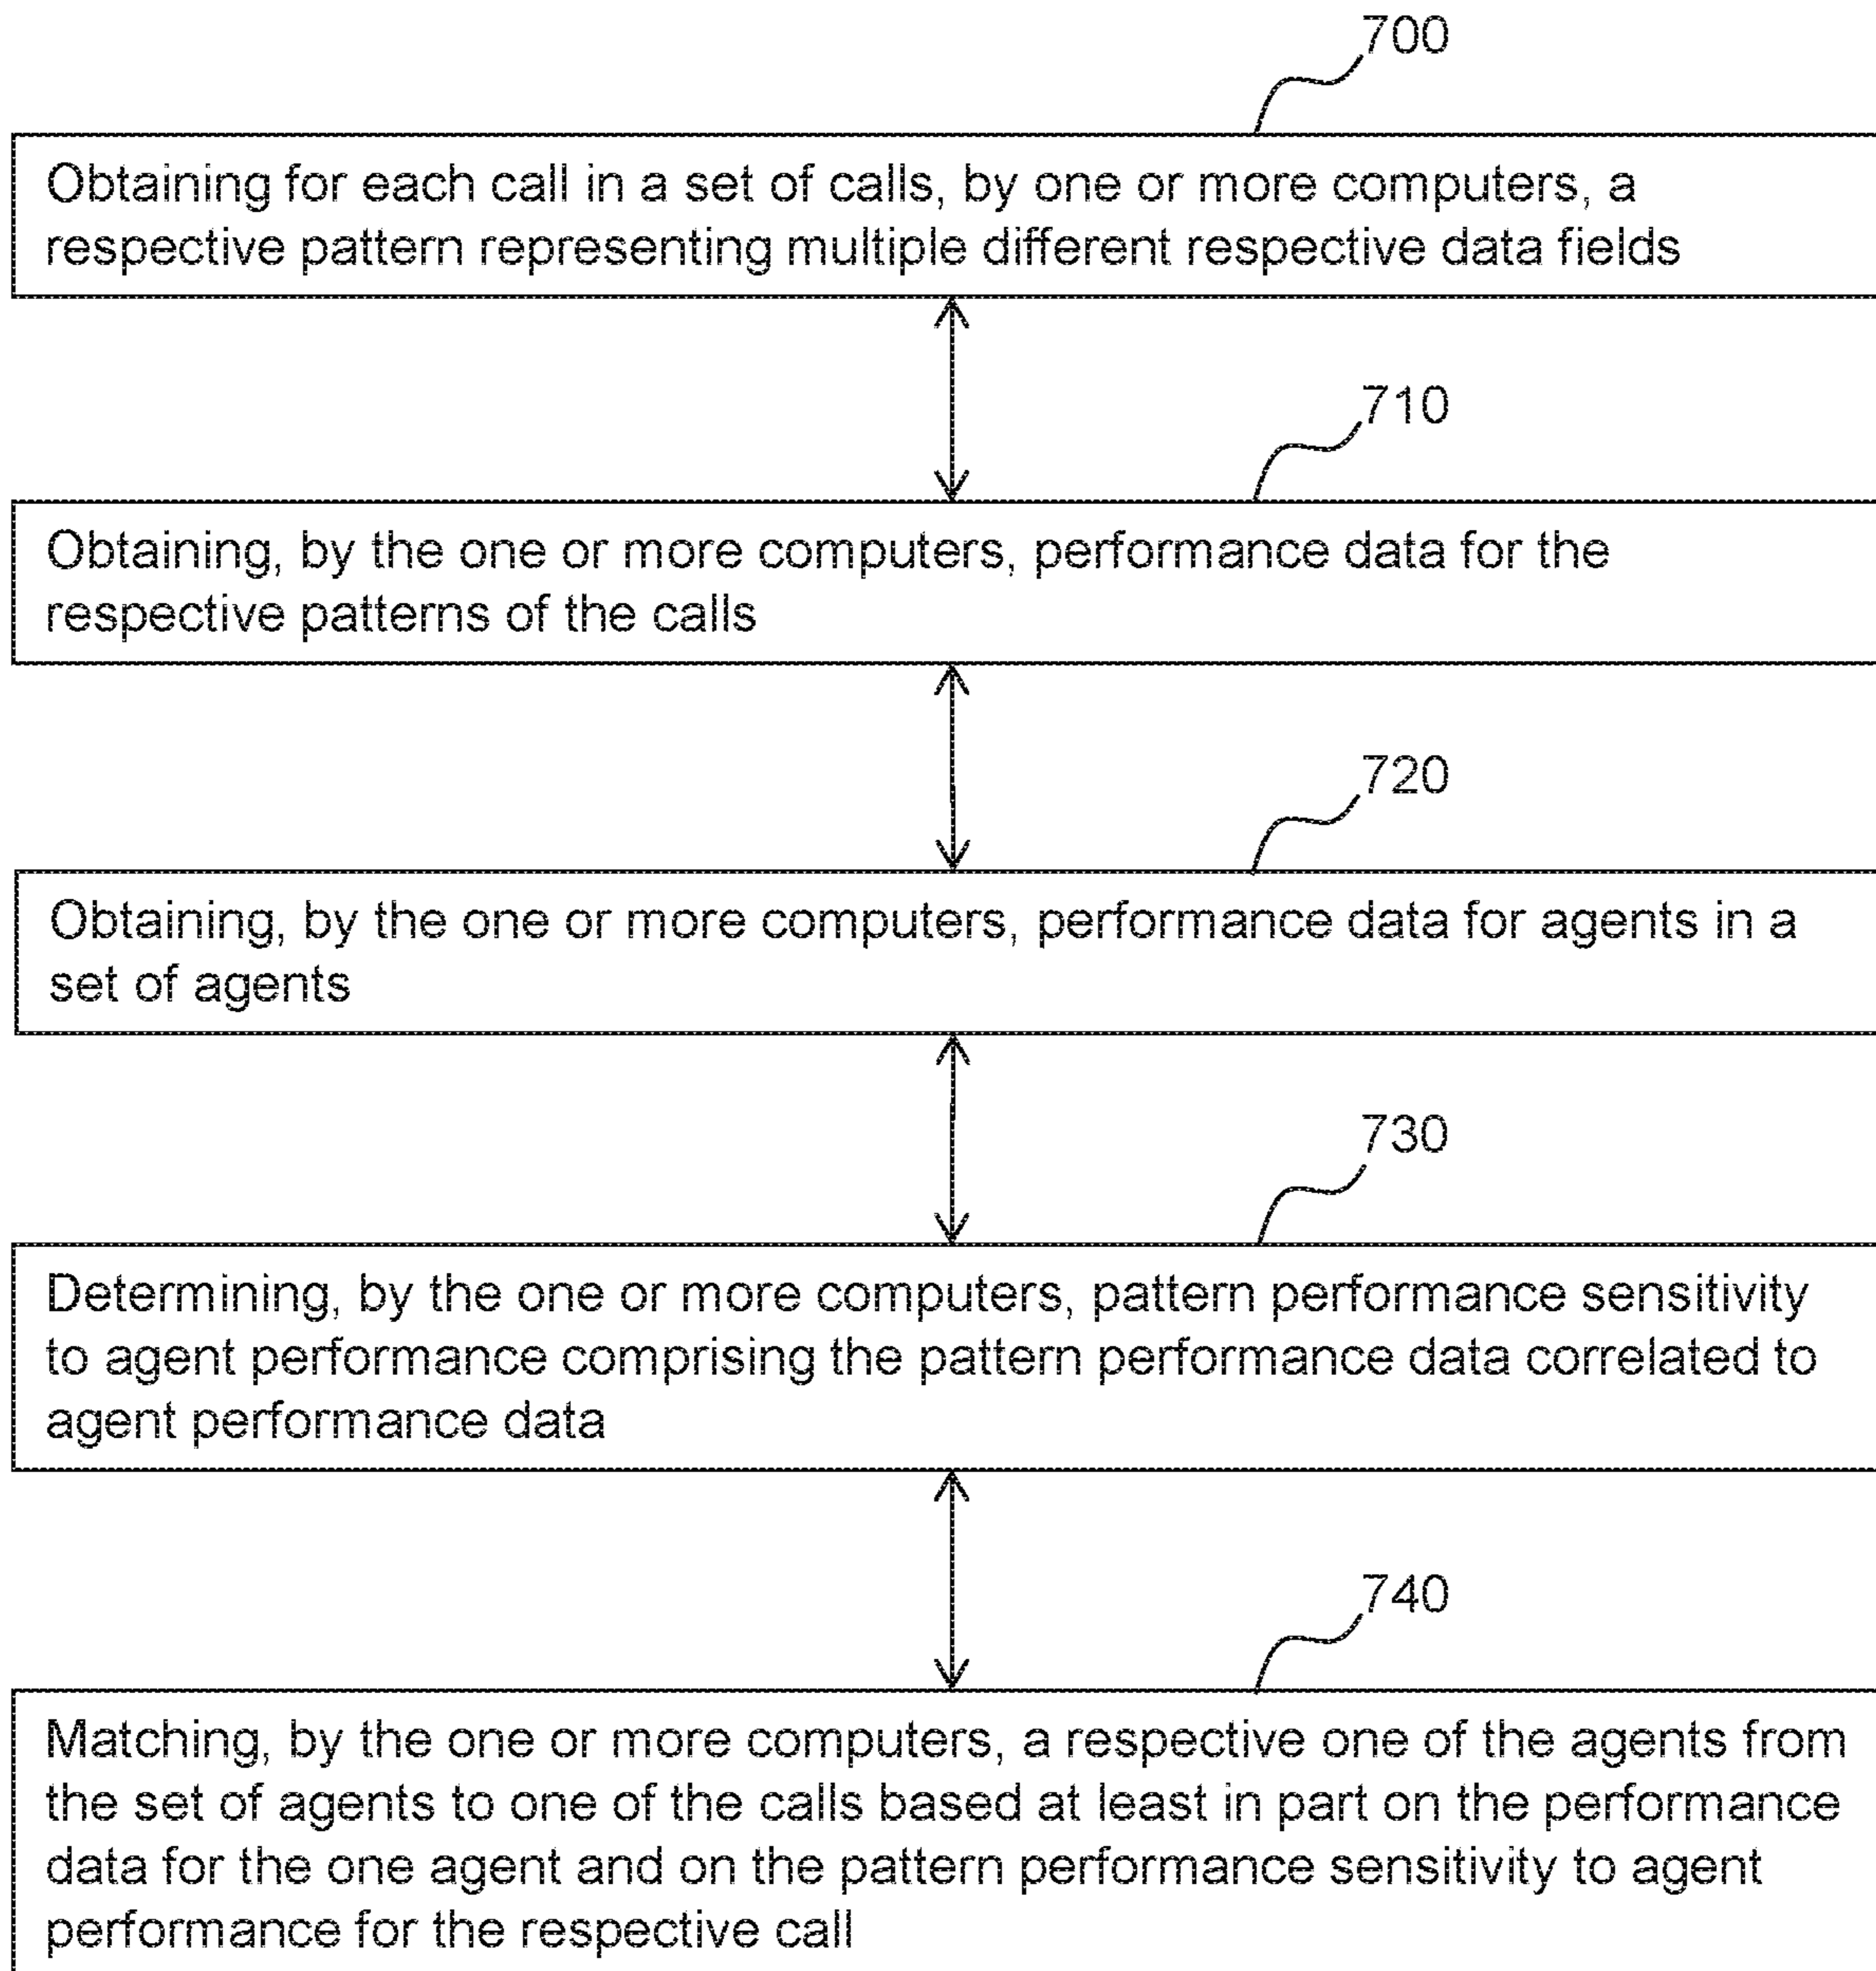 700
Obtaining for each call in a set of calls, by one or more computers, a
respective pattern representing multiple different respective data fields
710
Obtaining, by the one or more computers, performance data for the
respective patterns of the calls
720
Obtaining, by the one or more computers, performance data for agents in a
set of agents
730
Determining, by the one or more computers, pattern performance sensitivity
to agent performance comprising the pattern performance data correlated to
agent performance data
740
Matching, by the one or more computers, a respective one of the agents from
the set of agents to one of the calls based at least in part on the performance
data for the one agent and on the pattern performance sensitivity to agent
performance for the respective call